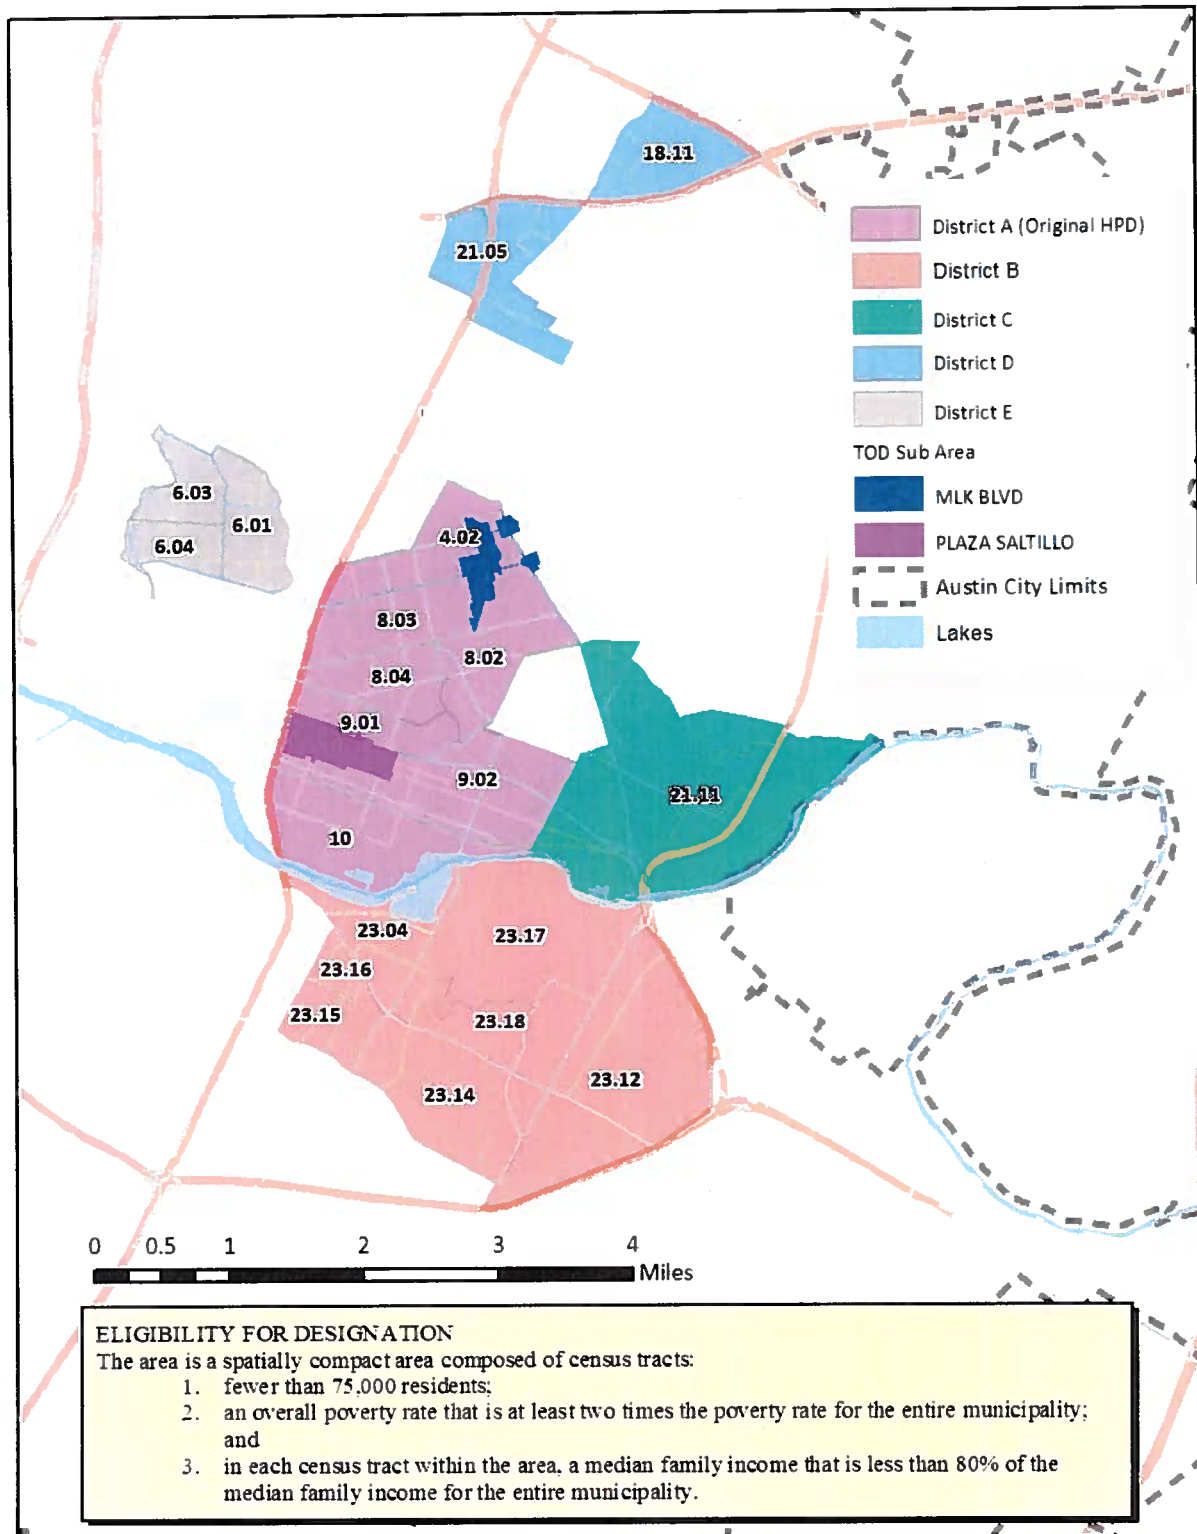 18.11
District A (Original HPD)
21.05
District B
District C
District D
District E
TOD Sub Area
6.03
MLK BLVD
6.01
4.02
PLAZA SALTILLO
6.04
Austin City Limits
8.03
Lakes
8.02
8.04
9.01
9.02
21.11
10
23.04
23.17
23.16
23.15
23.18
23.12
23.14
0 0.5 1 2 3 4
Miles
ELIGIBILITY FOR DESIGNATION
The area is a spatially compact area composed of census tracts:
1. fewer than 75,000 residents;
2. an overall poverty rate that is at least two times the poverty rate for the entire municipality;
and
3. in each census tract within the area, a median family income that is less than 80% of the
median family income for the entire municipality.